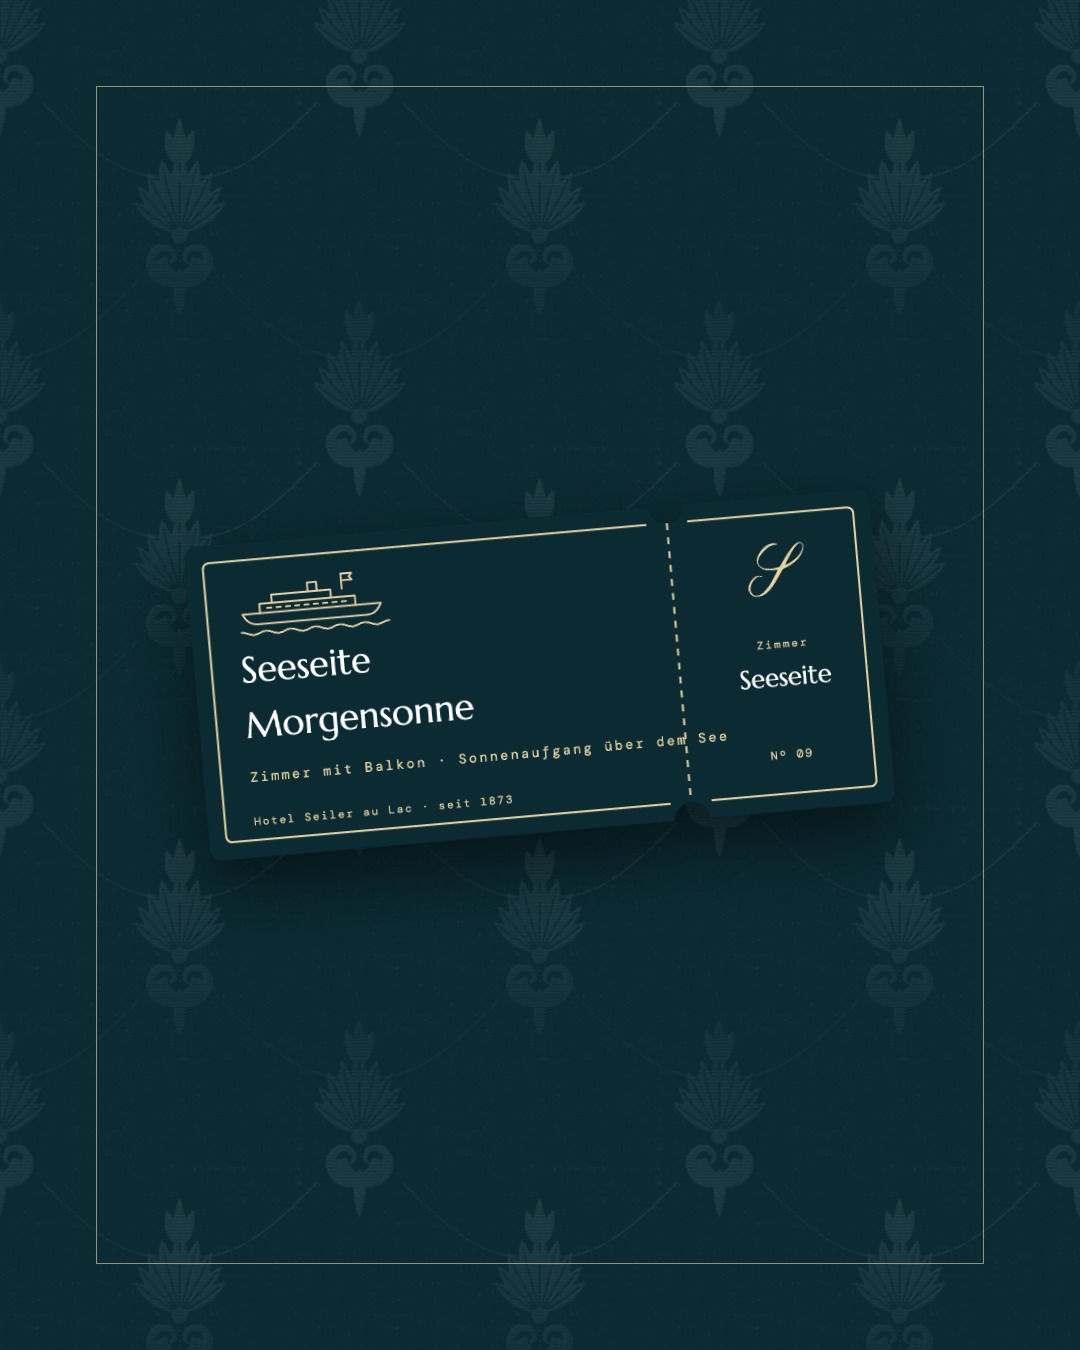 Seeseite
Morgensonne
Zimmer mit Balkon · Sonnenaufgang über dem See
Hotel Seiler au Lac · seit 1873
S
Zimmer
Seeseite
Nº 09